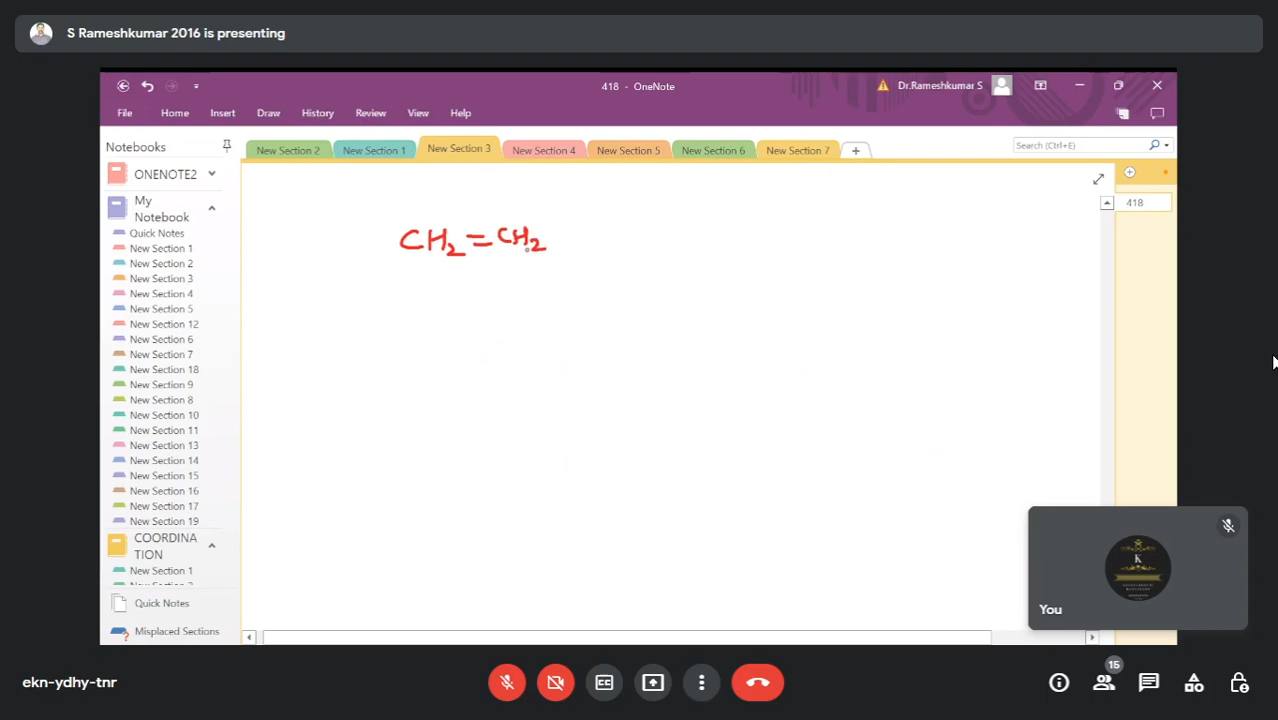 S Rameshkumar 2016 is presenting
418 - OneNote
Dr.Rameshkumar S
File Home Insert Draw History Review View Help
Notebooks
New Section 2 New Section 1 New Section 3 New Section 4 New Section 5 New Section 6 New Section 7
Search (Ctrl+E)
ONENOTE2
My
Notebook
Quick Notes
New Section 1
New Section 2
New Section 3
New Section 4
New Section 5
New Section 12
New Section 6
New Section 7
New Section 18
New Section 9
New Section 8
New Section 10
New Section 11
New Section 13
New Section 14
New Section 15
New Section 16
New Section 17
New Section 19
COORDINA
TION
New Section 1
Quick Notes
Misplaced Sections
418
CH₂=CH₂
K
You
ekn-ydhy-tnr
CC
15